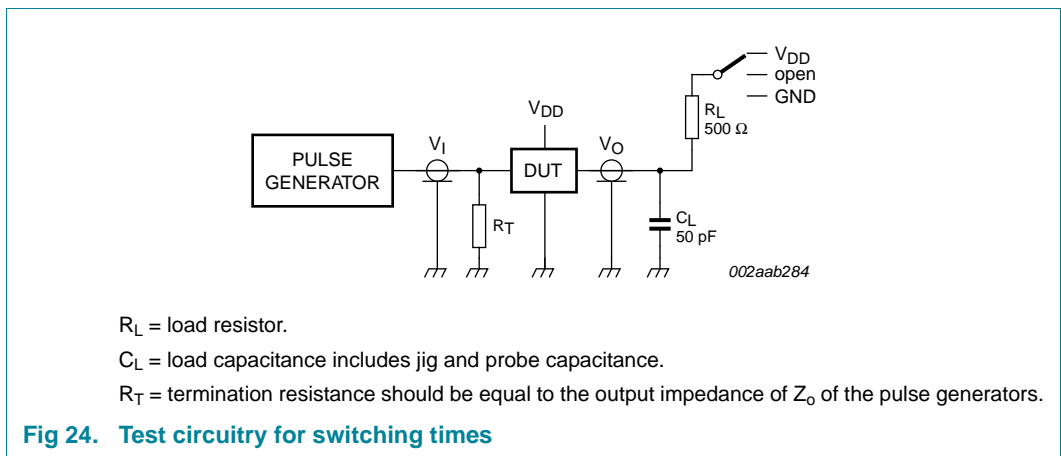 VDD
open
GND
RL
500 Ω
VDD
VI
VO
PULSE
GENERATOR
DUT
RT
CL
50 pF
002aab284
RL = load resistor.
CL = load capacitance includes jig and probe capacitance.
RT = termination resistance should be equal to the output impedance of Zo of the pulse generators.
Fig 24. Test circuitry for switching times